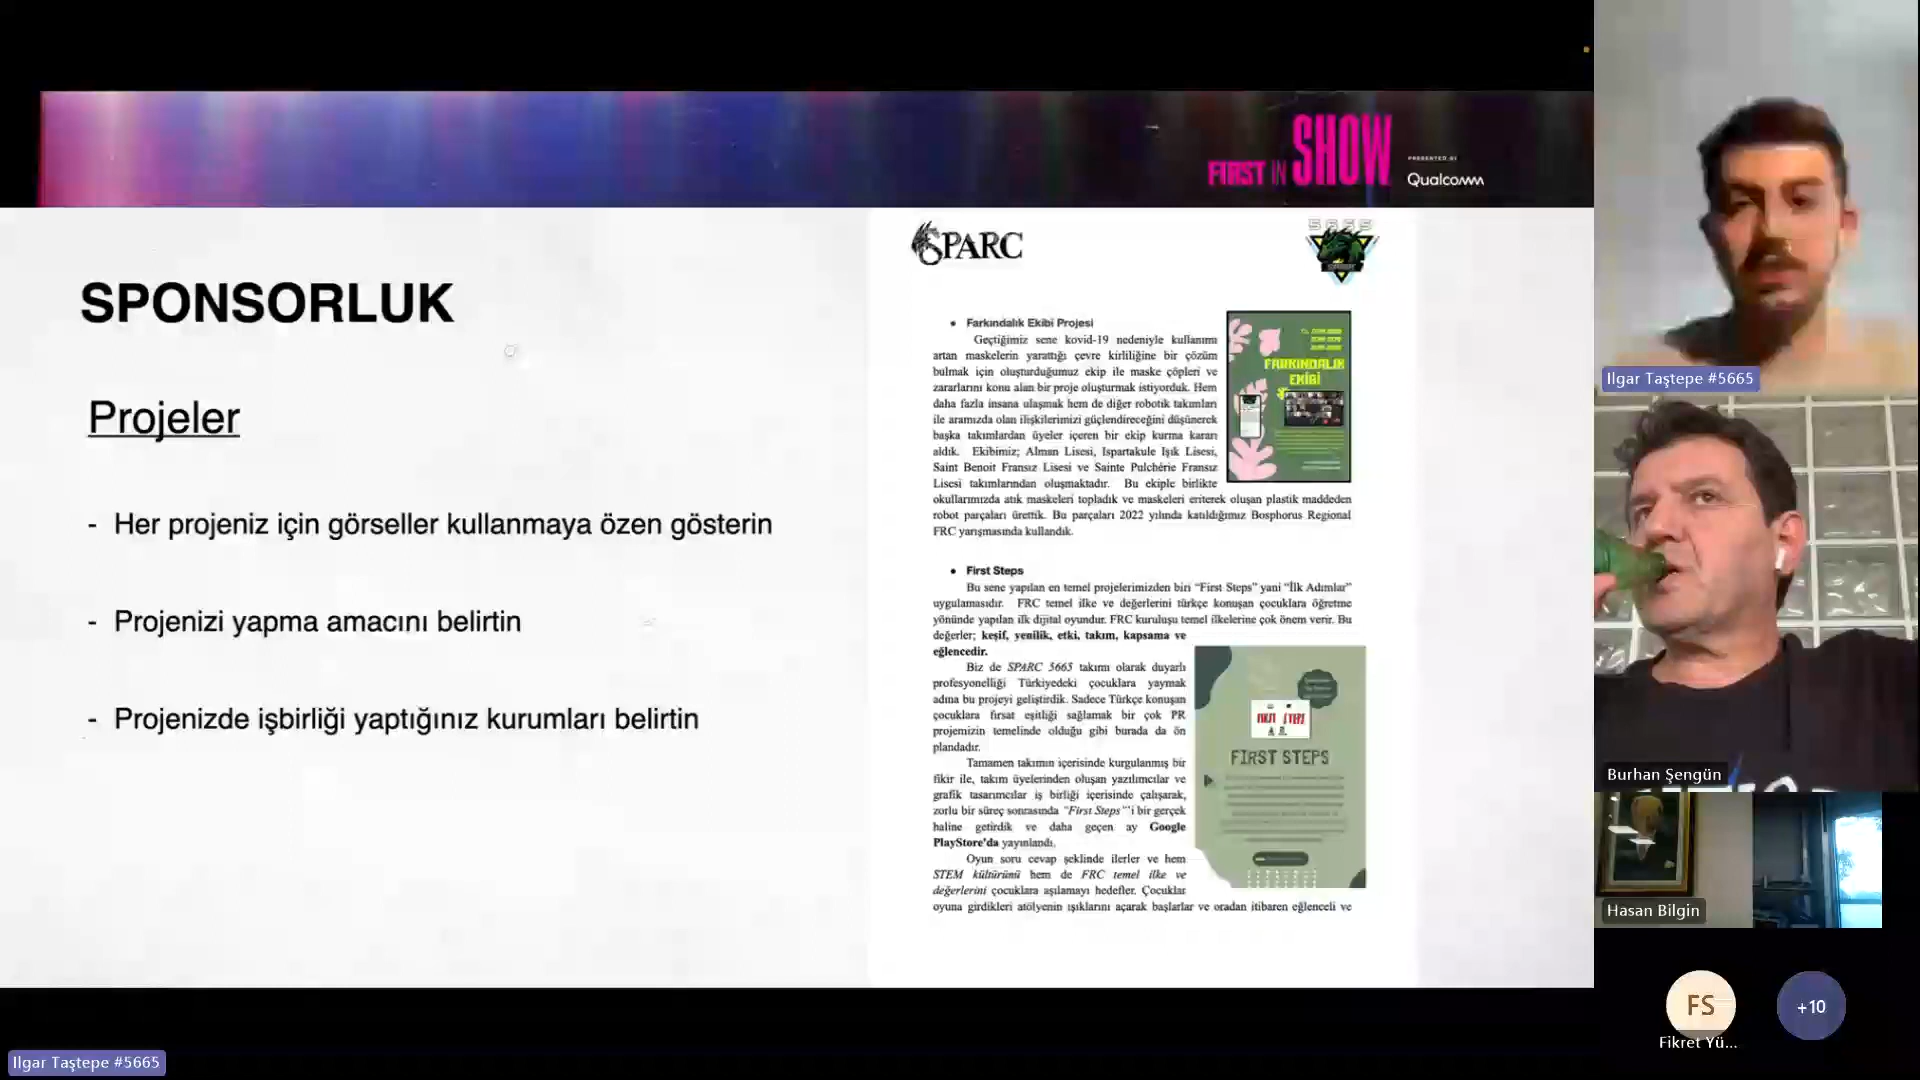 FIRST IN SHOW
PRESENTED BY
Qualcomm
SPONSORLUK
Projeler
- Her projeniz için görseller kullanmaya özen gösterin
- Projenizi yapma amacını belirtin
- Projenizde işbirliği yaptığınız kurumları belirtin
SPARC
5665
• Farkındalık Ekibi Projesi
Geçtiğimiz sene kovid-19 nedeniyle kullanımı
artan maskelerin yarattığı çevre kirliliğine bir çözüm
bulmak için oluşturduğumuz ekip ile maske çöpleri ve
zararlarını konu alan bir proje oluşturmak istiyorduk. Hem
daha fazla insana ulaşmak hem de diğer robotik takımları
ile aramızda olan ilişkilerimizi güçlendireceğini düşünerek
başka takımlardan üyeler içeren bir ekip kurma kararı
aldık. Ekibimiz; Alman Lisesi, Ispartakule Işık Lisesi,
Saint Benoit Fransız Lisesi ve Sainte Pulchérie Fransız
Lisesi takımlarından oluşmaktadır. Bu ekiple birlikte
okullarımızda atık maskeleri topladık ve maskeleri eriterek oluşan plastik maddeden
robot parçaları ürettik. Bu parçaları 2022 yılında katıldığımız Bosphorus Regional
FRC yarışmasında kullandık.
FARKINDALIK
EKİBİ
• First Steps
Bu sene yapılan en temel projelerimizden biri “First Steps” yani “İlk Adımlar”
uygulamasıdır. FRC temel ilke ve değerlerini türkçe konuşan çocuklara öğretme
yönünde yapılan ilk dijital oyundur. FRC kuruluşu temel ilkelerine çok önem verir. Bu
değerler; keşif, yenilik, etki, takım, kapsama ve
eğlencedir.
Biz de SPARC 5665 takımı olarak duyarlı
profesyonelliği Türkiyedeki çocuklara yaymak
adına bu projeyi geliştirdik. Sadece Türkçe konuşan
çocuklara fırsat eşitliği sağlamak bir çok PR
projemizin temelinde olduğu gibi burada da ön
plandadır.
Tamamen takımın içerisinde kurgulanmış bir
fikir ile, takım üyelerinden oluşan yazılımcılar ve
grafik tasarımcılar iş birliği içerisinde çalışarak,
zorlu bir süreç sonrasında “First Steps”'i bir gerçek
haline getirdik ve daha geçen ay Google
PlayStore'da yayınlandı.
Oyun soru cevap şeklinde ilerler ve hem
STEM kültürünü hem de FRC temel ilke ve
değerlerini çocuklara aşılamayı hedefler. Çocuklar
oyuna girdikleri atölyenin ışıklarını açarak başlarlar ve oradan itibaren eğlenceli ve
FIRST STEPS
Ilgar Taştepe #5665
Burhan Şengün
Hasan Bilgin
FS
Fikret Yü...
+10
Ilgar Taştepe #5665